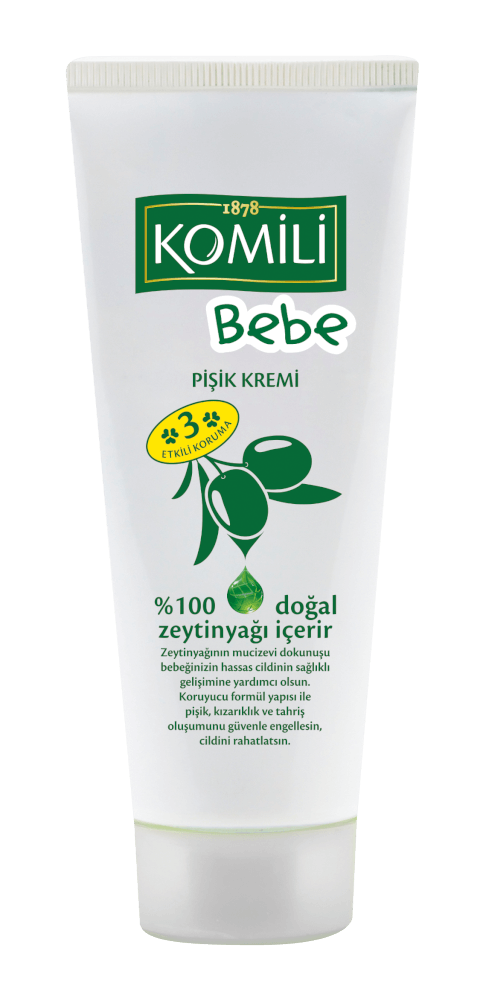 1878
KOMİLİ
Bebe
PİŞİK KREMİ
3
ETKİLİ KORUMA
%100 doğal
zeytinyağı içerir
Zeytinyağının mucizevi dokunuşu
bebeğinizin hassas cildinin sağlıklı
gelişimine yardımcı olsun.
Koruyucu formül yapısı ile
pişik, kızarıklık ve tahriş
oluşumunu güvenle engellesin,
cildini rahatlatsın.